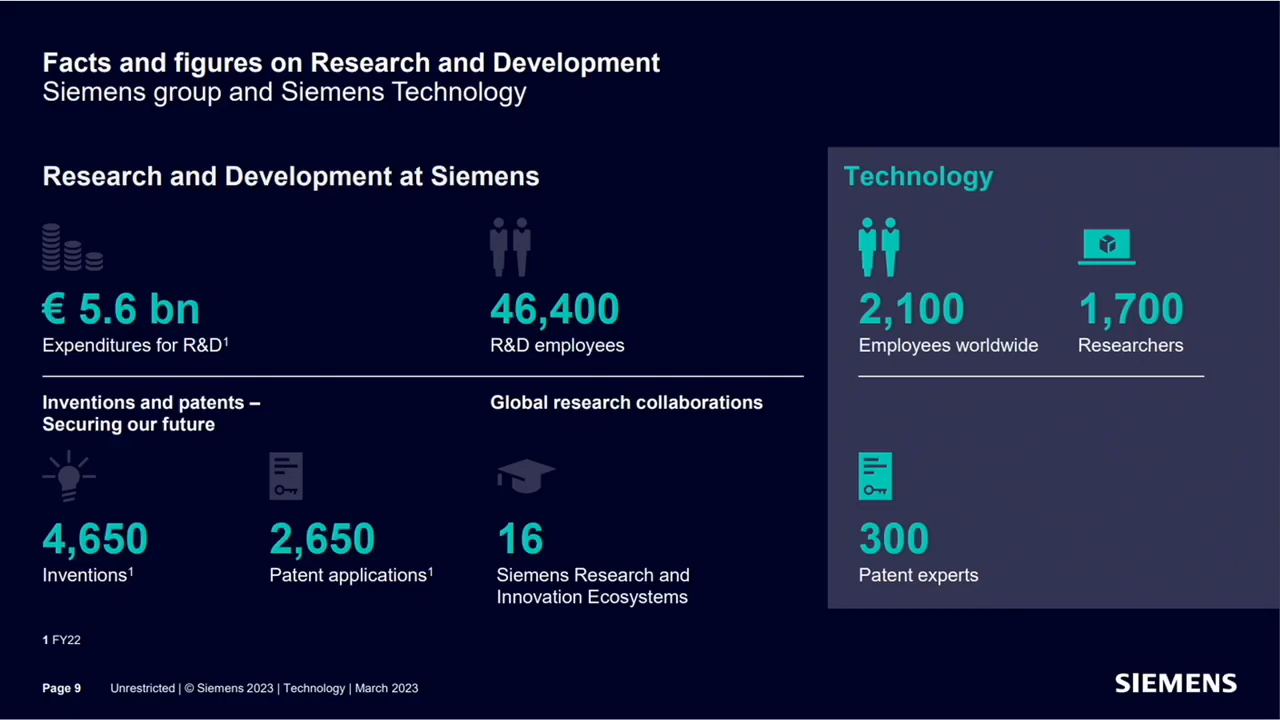 Facts and figures on Research and Development
Siemens group and Siemens Technology
Research and Development at Siemens
€ 5.6 bn
Expenditures for R&D¹
46,400
R&D employees
Inventions and patents –
Securing our future
4,650
Inventions¹
2,650
Patent applications¹
Global research collaborations
16
Siemens Research and
Innovation Ecosystems
Technology
2,100
Employees worldwide
1,700
Researchers
300
Patent experts
1 FY22
Page 9 Unrestricted | © Siemens 2023 | Technology | March 2023
SIEMENS